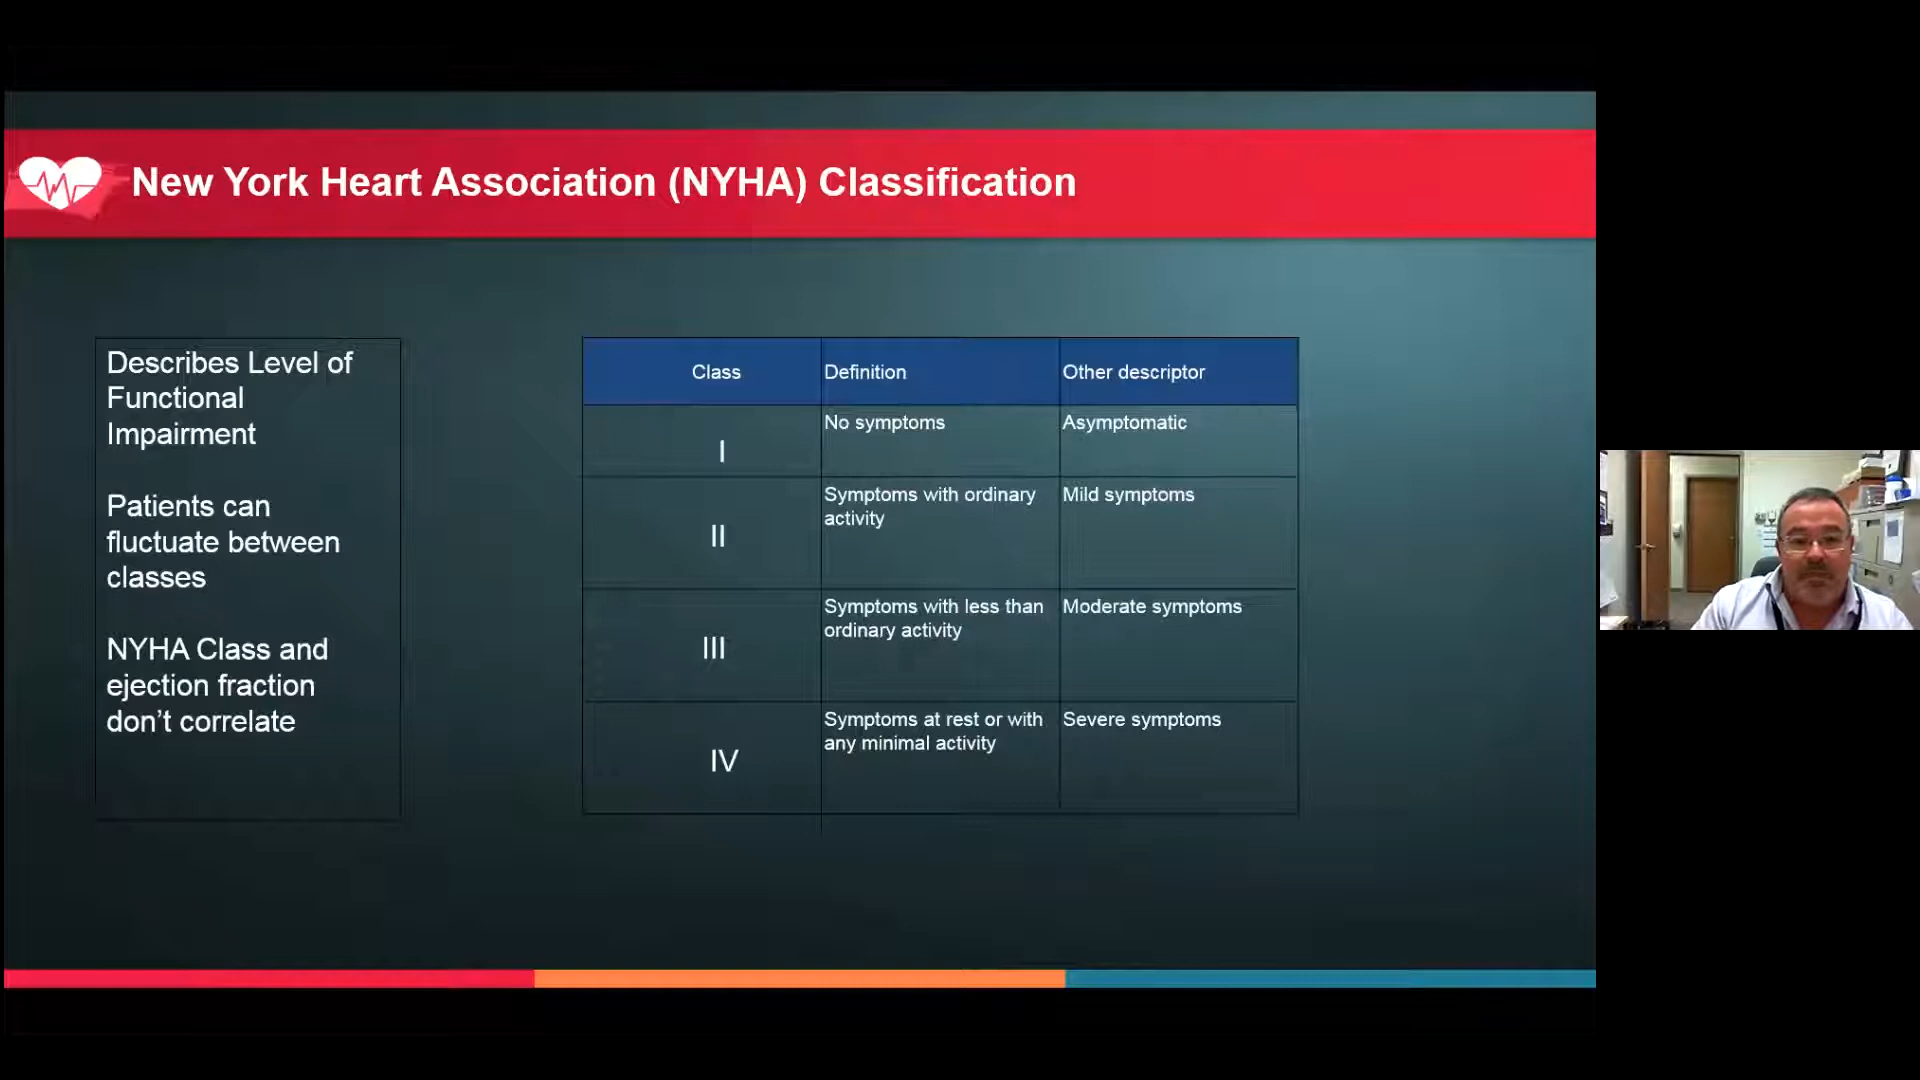 New York Heart Association (NYHA) Classification
Describes Level of
Functional
Impairment
Patients can
fluctuate between
classes
NYHA Class and
ejection fraction
don’t correlate
Class Definition Other descriptor
I No symptoms Asymptomatic
II Symptoms with ordinary Mild symptoms
activity
III Symptoms with less than Moderate symptoms
ordinary activity
IV Symptoms at rest or with Severe symptoms
any minimal activity